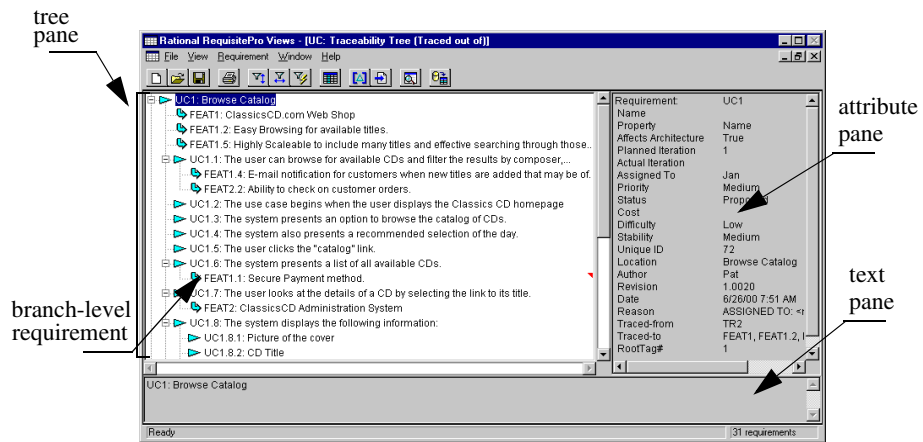 tree
pane
Rational RequisitePro Views - [UC: Traceability Tree (Traced out of)]
File View Requirement Window Help
UC1: Browse Catalog
FEAT1: ClassicsCD.com Web Shop
FEAT1.2: Easy Browsing for available titles.
FEAT1.5: Highly Scaleable to include many titles and effective searching through those..
UC1.1: The user can browse for available CDs and filter the results by composer,...
FEAT1.4: E-mail notification for customers when new titles are added that may be of.
FEAT2.2: Ability to check on customer orders.
UC1.2: The use case begins when the user displays the Classics CD homepage
UC1.3: The system presents an option to browse the catalog of CDs.
UC1.4: The system also presents a recommended selection of the day.
UC1.5: The user clicks the "catalog" link.
UC1.6: The system presents a list of all available CDs.
FEAT1.1: Secure Payment method.
UC1.7: The user looks at the details of a CD by selecting the link to its title.
FEAT2: ClassicsCD Administration System
UC1.8: The system displays the following information:
UC1.8.1: Picture of the cover
UC1.8.2: CD Title
Requirement: UC1
Name
Property Name
Affects Architecture True
Planned Iteration 1
Actual Iteration
Assigned To Jan
Priority Medium
Status Proposed
Cost
Difficulty Low
Stability Medium
Unique ID 72
Location Browse Catalog
Author Pat
Revision 1.0020
Date 6/26/00 7:51 AM
Reason ASSIGNED TO: <r
Traced-from TR2
Traced-to FEAT1, FEAT1.2, I
RootTag# 1
attribute
pane
text
pane
branch-level
requirement
UC1: Browse Catalog
Ready 31 requirements